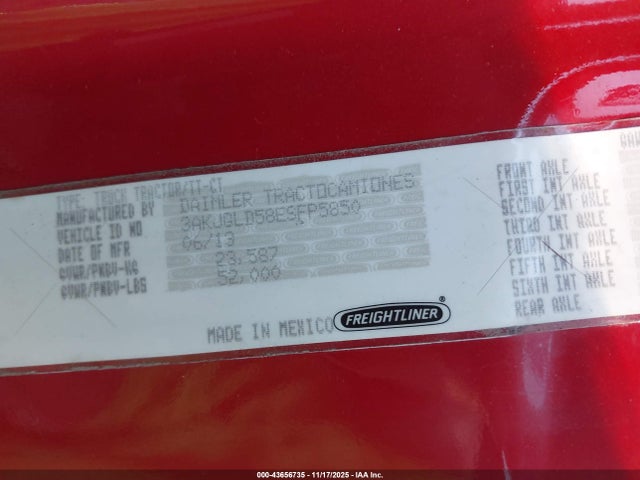 TYPE: TRUCK TRACTOR/TT-CT
MANUFACTURED BY DAIMLER TRACTOCAMIONES
VEHICLE ID NO 3AKJGLD58ESFP5850
DATE OF MFR 06/13
GVWR/PNBV-KG 23,587
GVWR/PNBV-LBS 52,000
MADE IN MEXICO FREIGHTLINER ®
FRONT AXLE
FIRST INT AXLE
SECOND INT AXLE
THIRD INT AXLE
FOURTH INT AXLE
FIFTH INT AXLE
SIXTH INT AXLE
REAR AXLE
000-43656735 - 11/17/2025 - IAA Inc.